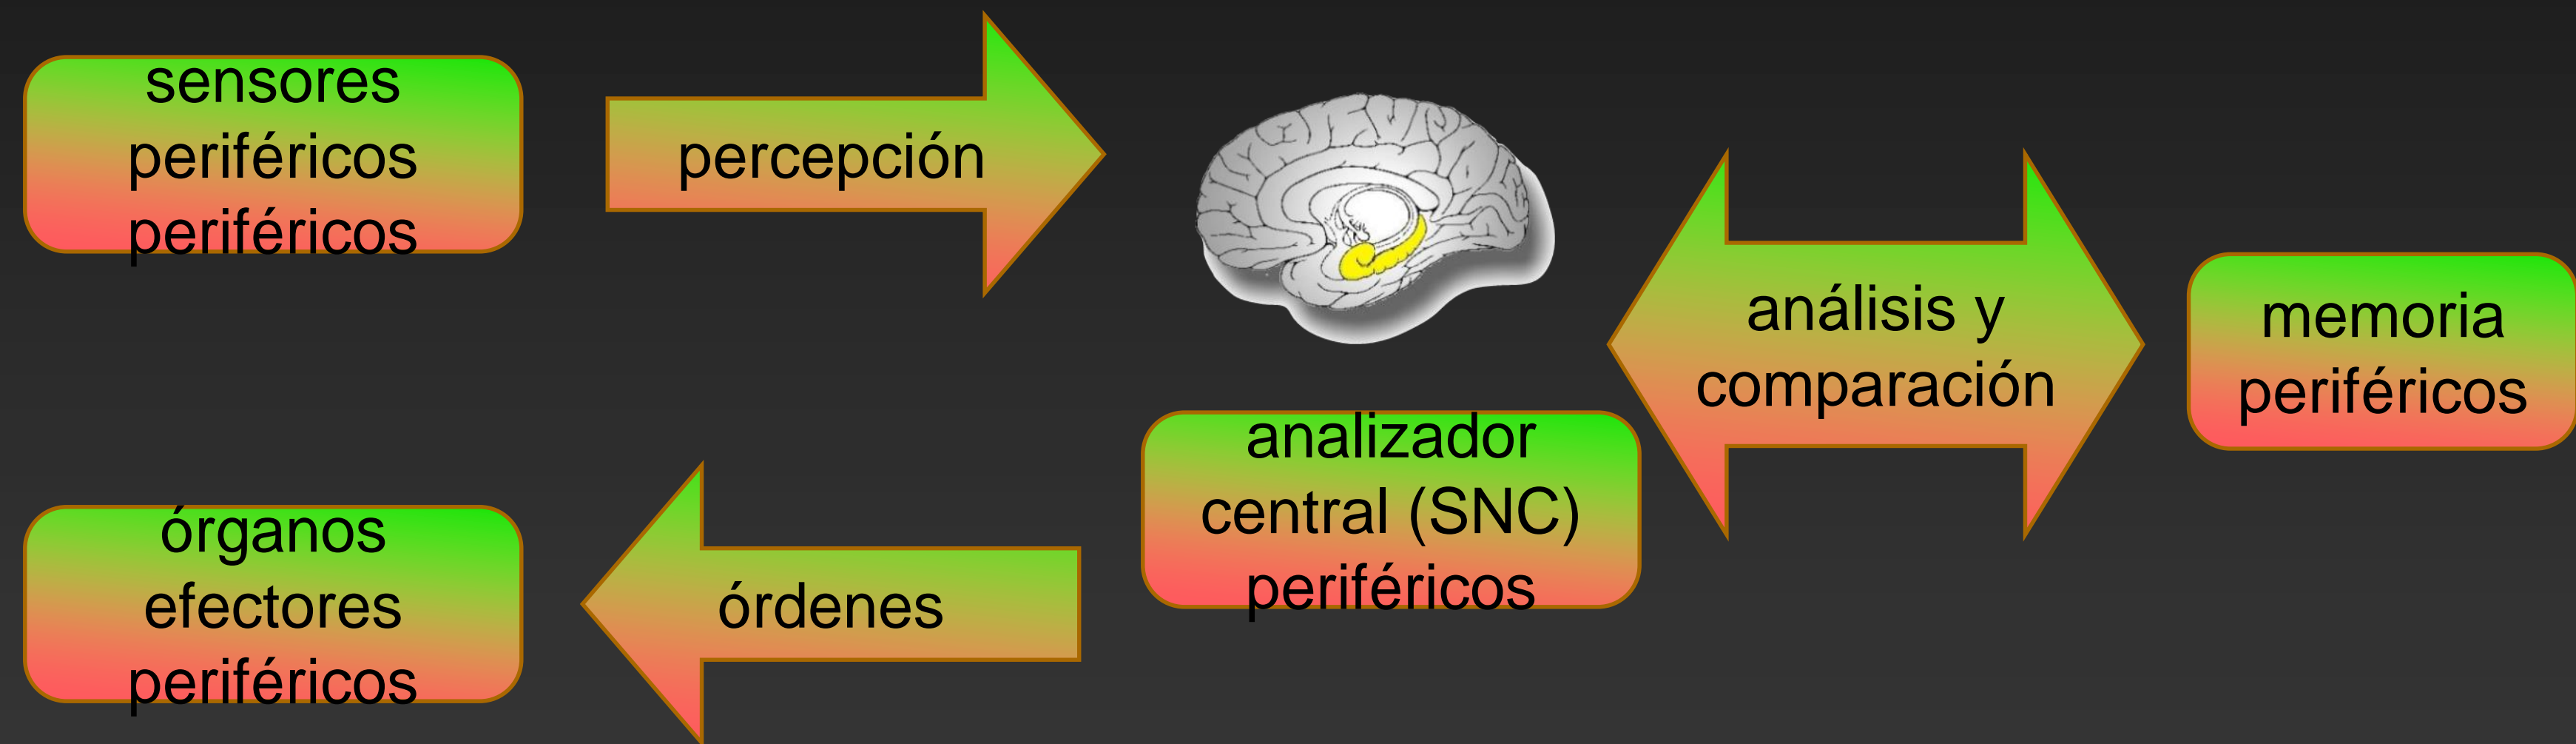 sensores
periféricos
periféricos
percepción
análisis y
comparación
memoria
periféricos
analizador
central (SNC)
periféricos
órganos
efectores
periféricos
órdenes